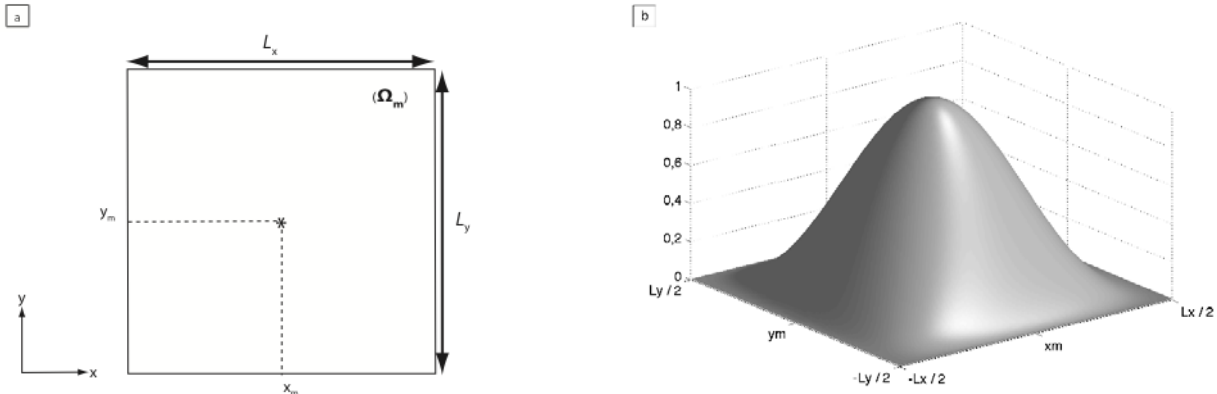 a
Lx
(Ωm)
ym
Ly
y
x
xm
b
1
0,8
0,6
0,4
0,2
0
Ly / 2
Lx / 2
ym
xm
-Ly / 2
-Lx / 2